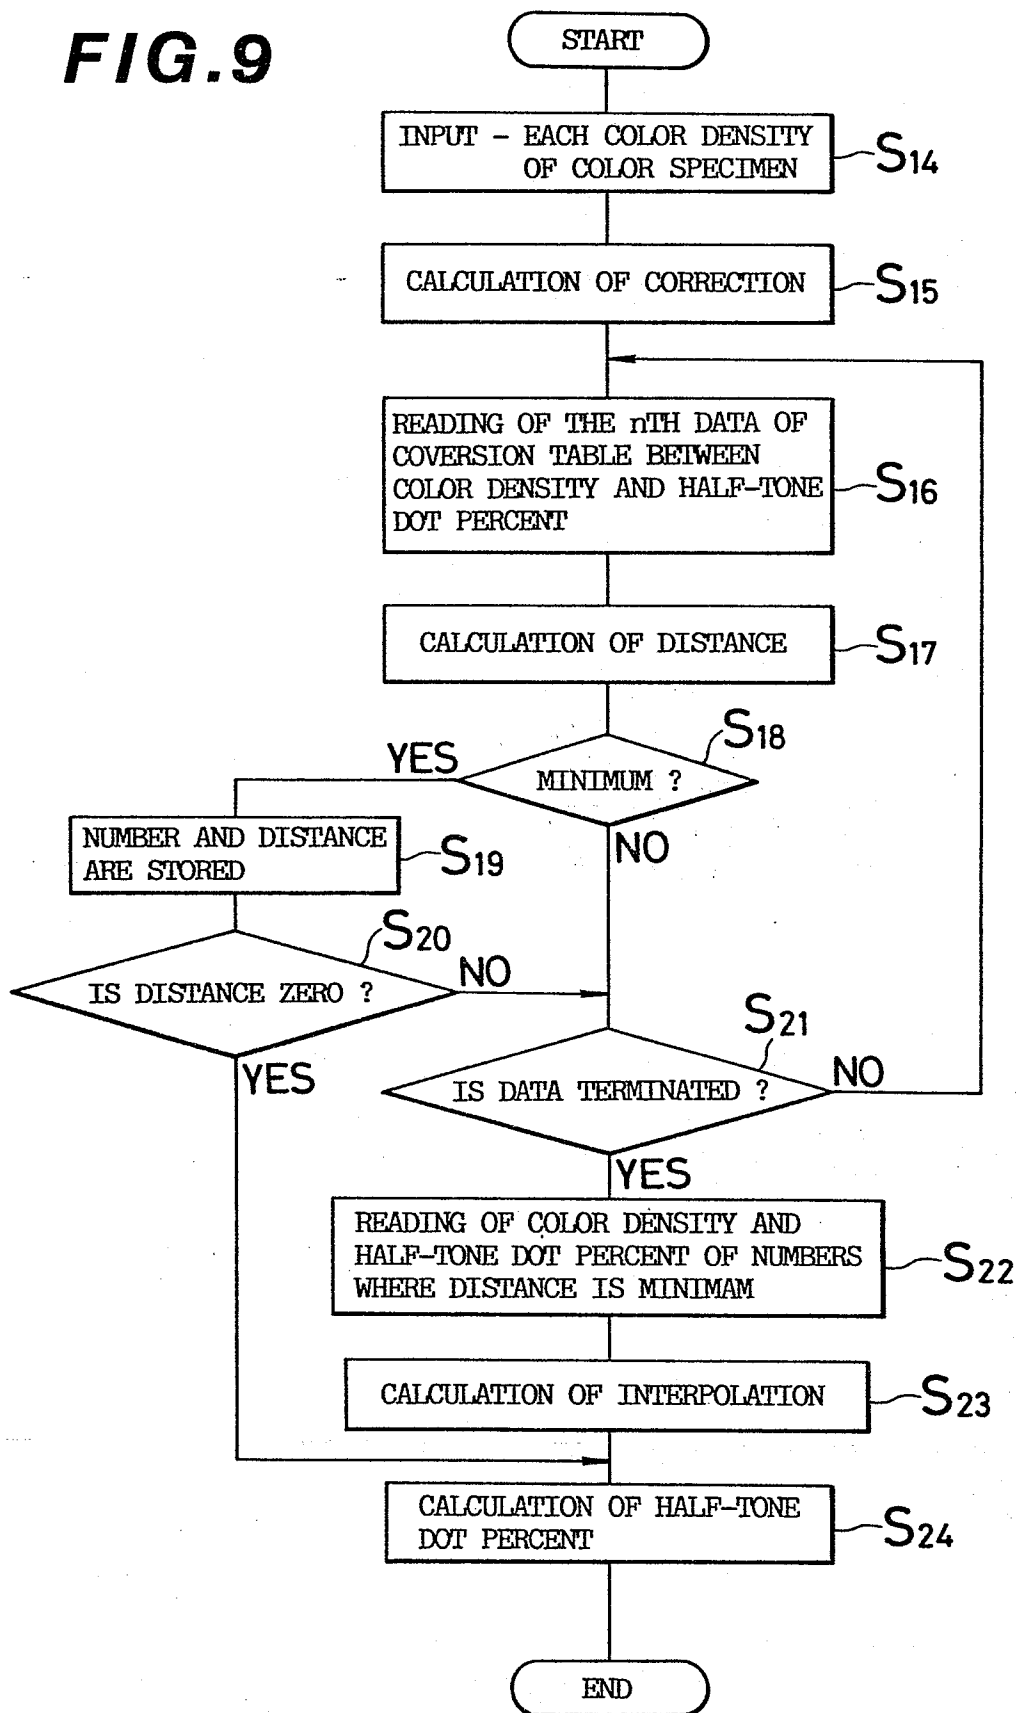 FIG.9
START
INPUT - EACH COLOR DENSITY
OF COLOR SPECIMEN
S14
CALCULATION OF CORRECTION
S15
READING OF THE nTH DATA OF
COVERSION TABLE BETWEEN
COLOR DENSITY AND HALF-TONE
DOT PERCENT
S16
CALCULATION OF DISTANCE
S17
S18
YES
MINIMUM ?
NO
NUMBER AND DISTANCE
ARE STORED
S19
S20
IS DISTANCE ZERO ?
NO
YES
S21
IS DATA TERMINATED ?
NO
YES
READING OF COLOR DENSITY AND
HALF-TONE DOT PERCENT OF NUMBERS
WHERE DISTANCE IS MINIMAM
S22
CALCULATION OF INTERPOLATION
S23
CALCULATION OF HALF-TONE
DOT PERCENT
S24
END